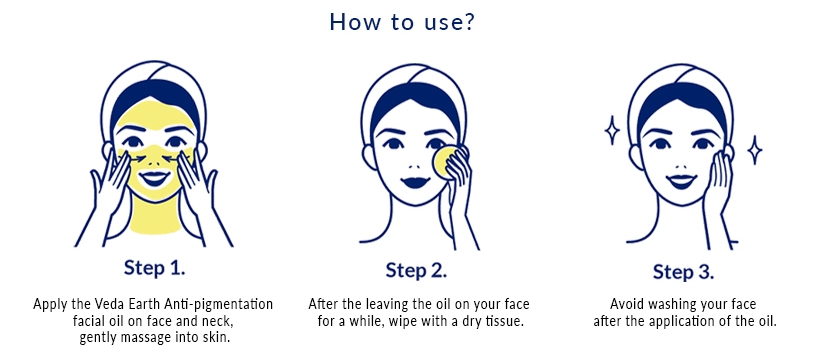 How to use?
Step 1.
Apply the Veda Earth Anti-pigmentation
facial oil on face and neck,
gently massage into skin.
Step 2.
After the leaving the oil on your face
for a while, wipe with a dry tissue.
Step 3.
Avoid washing your face
after the application of the oil.